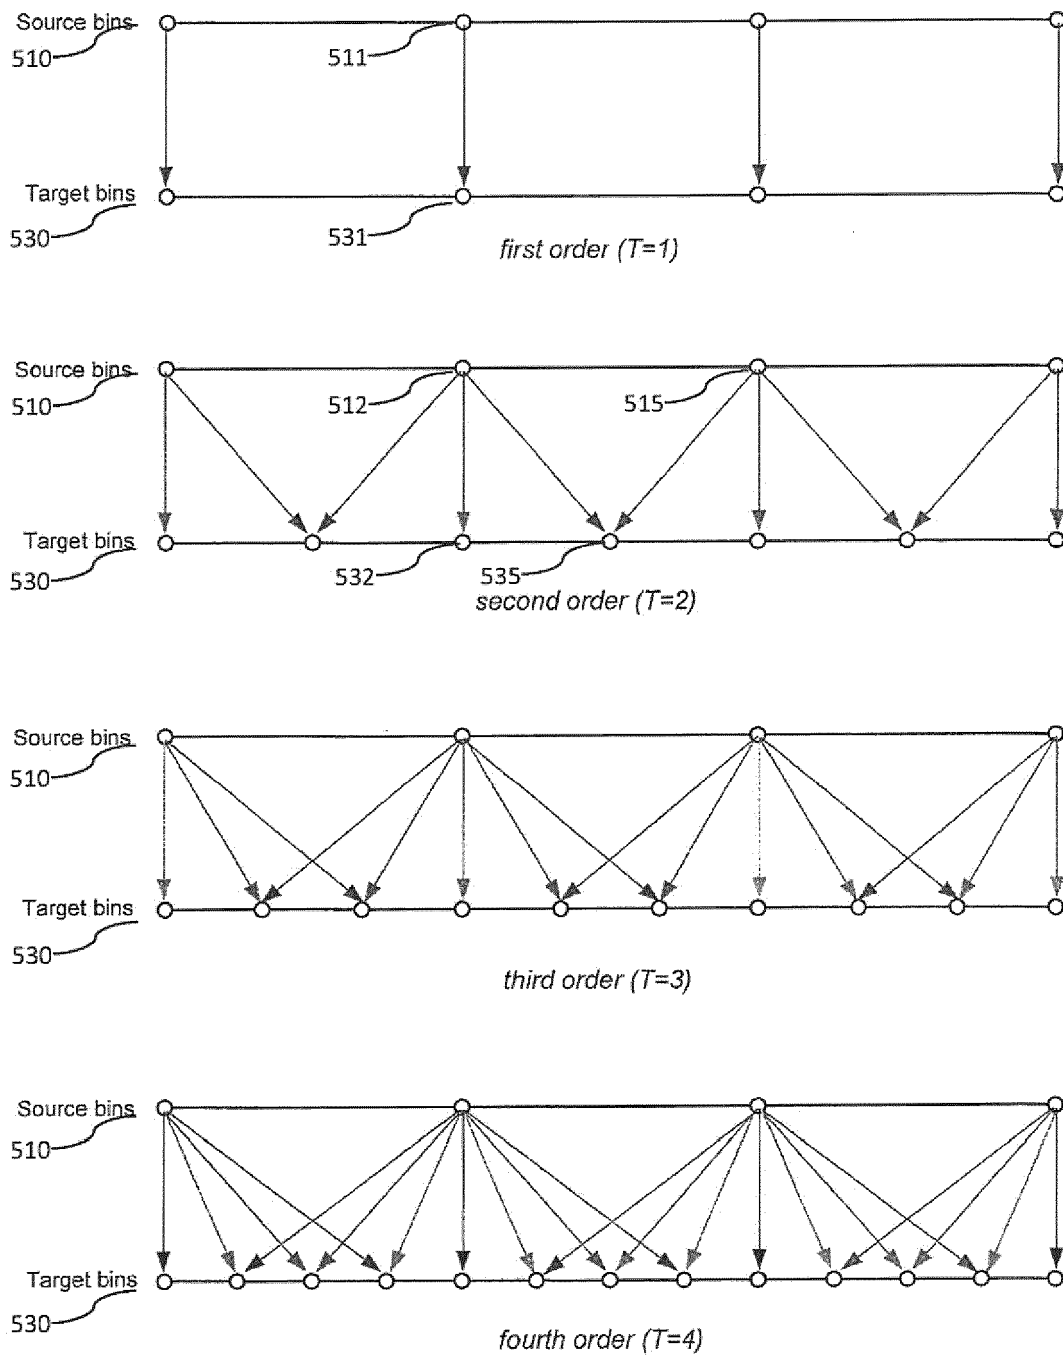 Source bins
510
511
Target bins
530
531
first order (T=1)
Source bins
510
512
515
Target bins
530
532
535
second order (T=2)
Source bins
510
Target bins
530
third order (T=3)
Source bins
510
Target bins
530
fourth order (T=4)